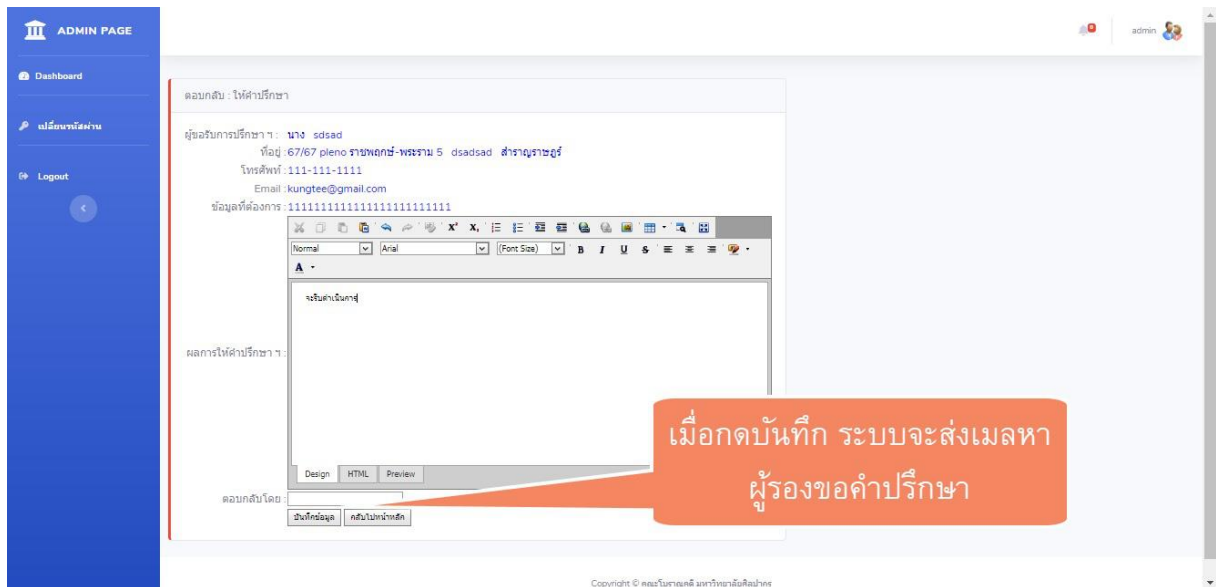 ADMIN PAGE
admin
Dashboard
เปลี่ยนรหัสผ่าน
Logout
ตอบกลับ : ให้คำปรึกษา
ผู้ขอรับการปรึกษา ฯ : นาง sdsad
ที่อยู่ :67/67 pleno ราชพฤกษ์-พระราม 5 dsadsad สำราญราษฎร์
โทรศัพท์ :111-111-1111
Email :kungtee@gmail.com
ข้อมูลที่ต้องการ :1111111111111111111111111
Normal Arial (Font Size) B I U S
A
จะรีบดำเนินการ
ผลการให้คำปรึกษา ฯ :
Design HTML Preview
ตอบกลับโดย :
บันทึกข้อมูล กลับไปหน้าหลัก
เมื่อกดบันทึก ระบบจะส่งเมลหา
ผู้รองขอคำปรึกษา
Copyright © คณะโบราณคดี มหาวิทยาลัยศิลปากร